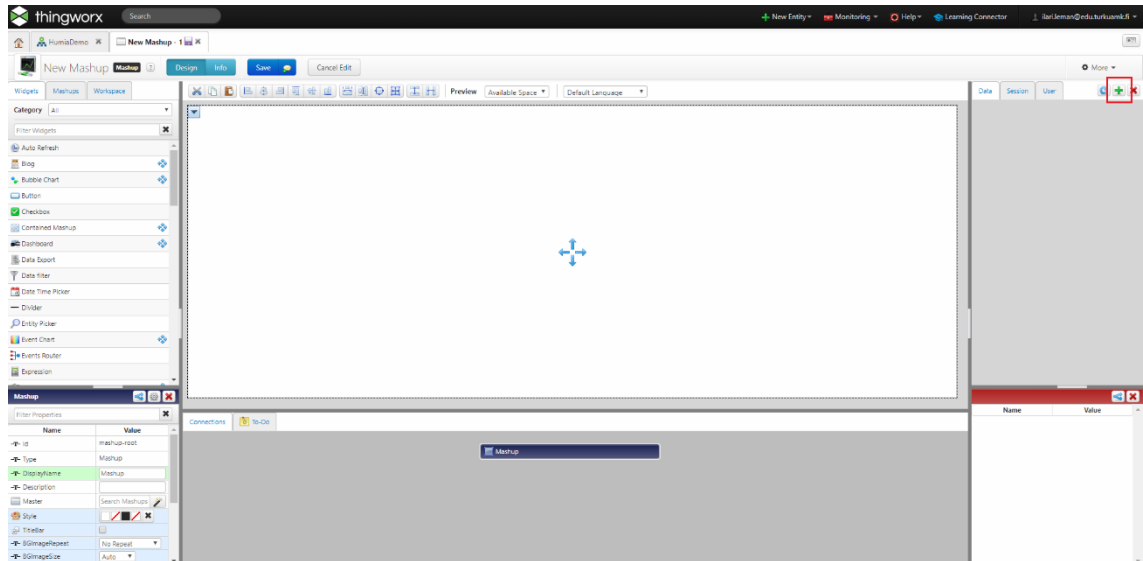 thingworx Search New Entity Monitoring Help Learning Connector ilari.leman@edu.turkuamk.fi
HumisDemo New Mashup - 1
New Mashup Mashup Design Info Save Cancel Edit More
Widgets Mashups Workspace Preview Available Space Default Language Data Session User
Category All
Filter Widgets
Auto Refresh
Blog
Bubble Chart
Button
Checkbox
Contained Mashup
Dashboard
Data Export
Data filter
Date Time Picker
Divider
Entity Picker
Event Chart
Events Router
Expression
Mashup
Filter Properties
Name Value
Id mashup-root
Type Mashup
DisplayName Mashup
Description
Master Search Mashups
Style
TitleBar
BGImageRepeat No Repeat
BGImageSize Auto
Connections To-Do
Mashup
Name Value